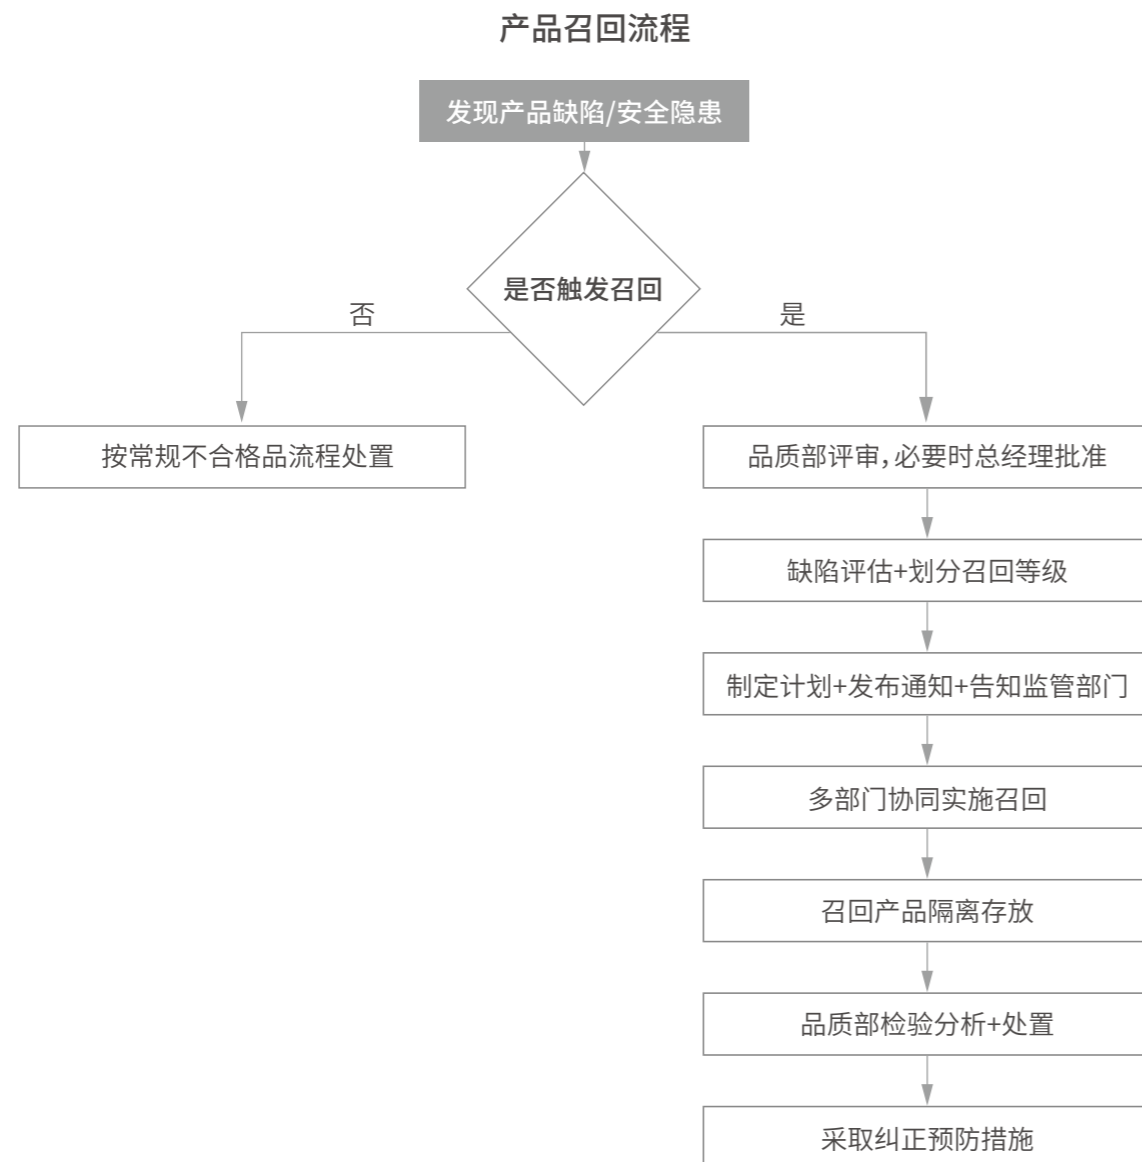 产品召回流程
发现产品缺陷/安全隐患
是否触发召回
否
是
按常规不合格品流程处置
品质部评审,必要时总经理批准
缺陷评估+划分召回等级
制定计划+发布通知+告知监管部门
多部门协同实施召回
召回产品隔离存放
品质部检验分析+处置
采取纠正预防措施